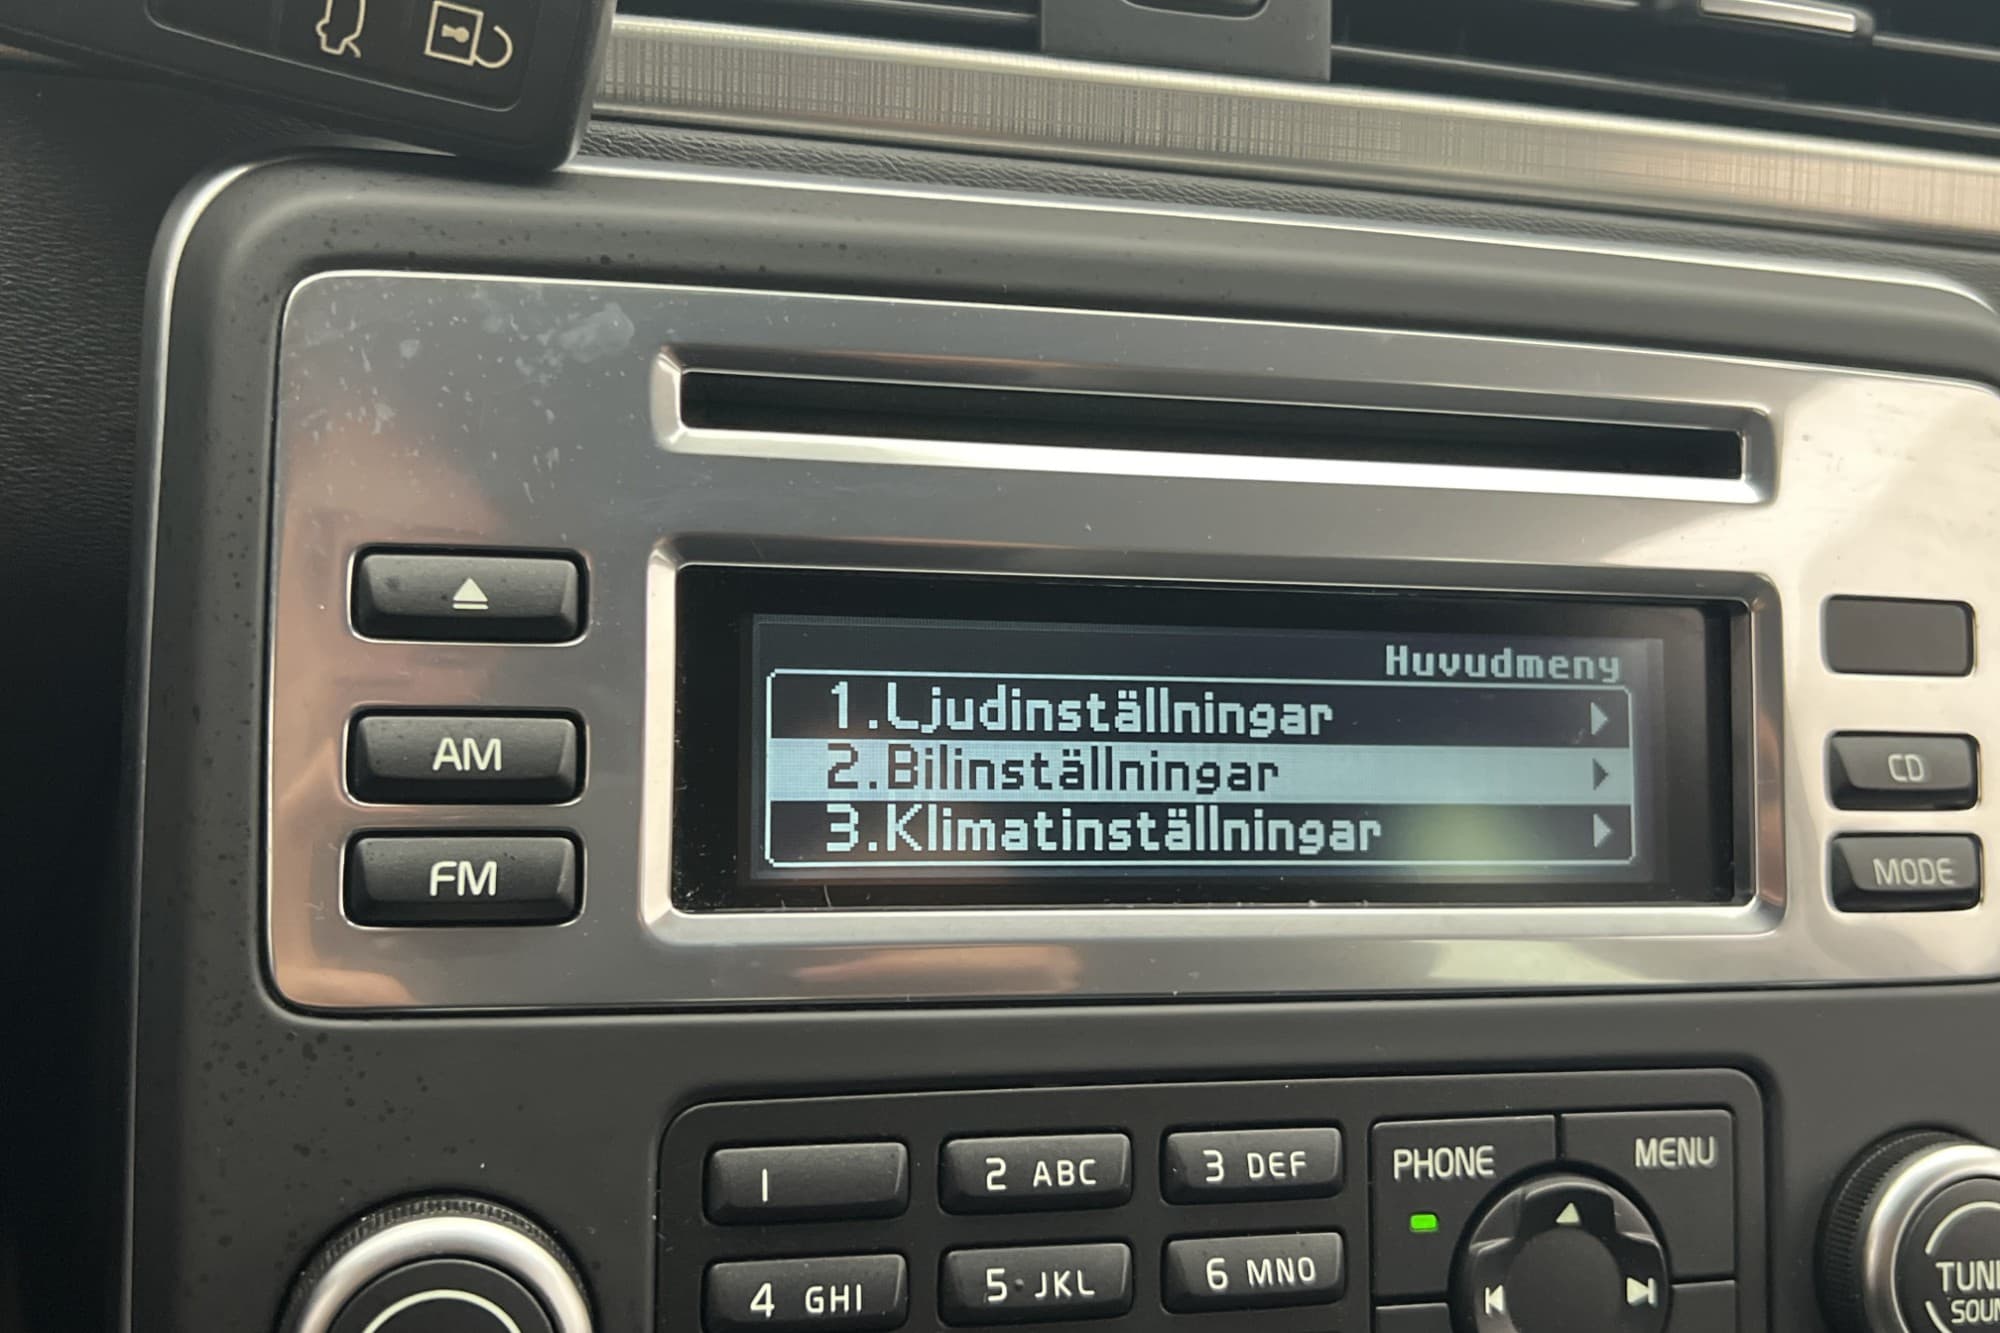 Huvudmeny
1.Ljudinställningar
2.Bilinställningar
3.Klimatinställningar
AM
FM
CD
MODE
1
2 ABC
3 DEF
PHONE
MENU
4 GHI
5 JKL
6 MNO